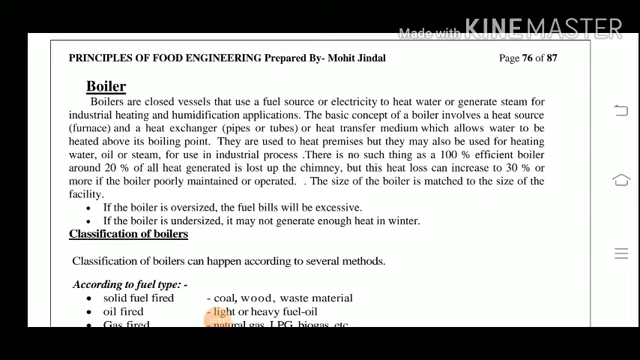 Made with KINEMASTER
PRINCIPLES OF FOOD ENGINEERING Prepared By- Mohit Jindal Page 76 of 87
Boiler
Boilers are closed vessels that use a fuel source or electricity to heat water or generate steam for
industrial heating and humidification applications. The basic concept of a boiler involves a heat source
(furnace) and a heat exchanger (pipes or tubes) or heat transfer medium which allows water to be
heated above its boiling point. They are used to heat premises but they may also be used for heating
water, oil or steam, for use in industrial process .There is no such thing as a 100 % efficient boiler
around 20 % of all heat generated is lost up the chimney, but this heat loss can increase to 30 % or
more if the boiler poorly maintained or operated. . The size of the boiler is matched to the size of the
facility.
• If the boiler is oversized, the fuel bills will be excessive.
• If the boiler is undersized, it may not generate enough heat in winter.
Classification of boilers
Classification of boilers can happen according to several methods.
According to fuel type: -
• solid fuel fired - coal, wood, waste material
• oil fired - light or heavy fuel-oil
• Gas fired - natural gas, LPG, biogas, etc.